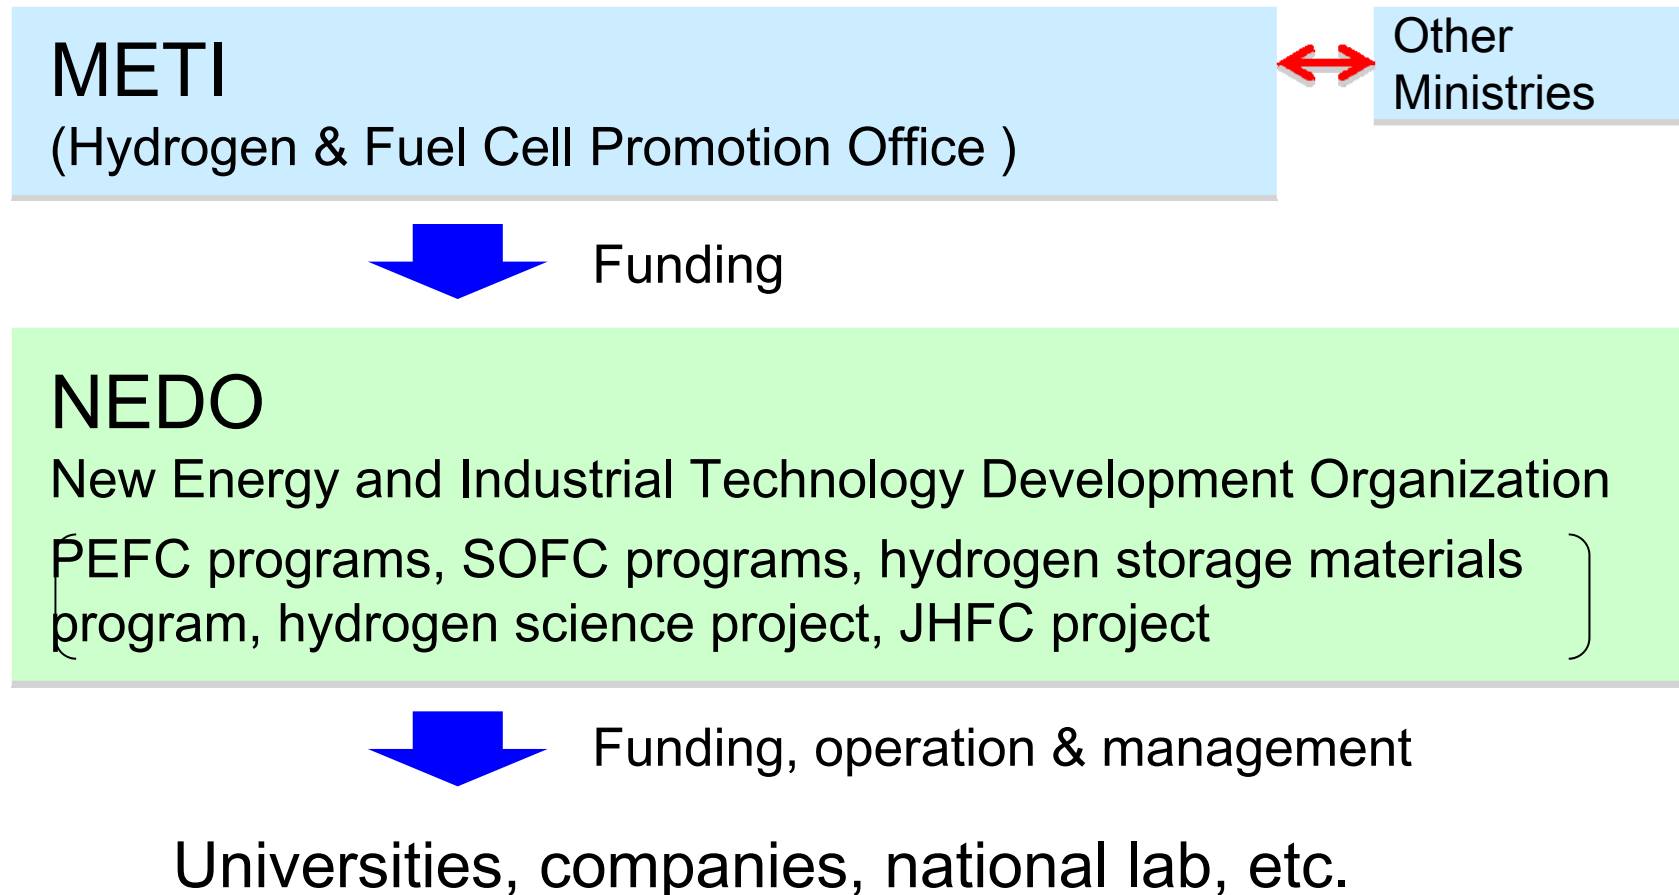 METI
(Hydrogen & Fuel Cell Promotion Office )
Other
Ministries
Funding
NEDO
New Energy and Industrial Technology Development Organization
PEFC programs, SOFC programs, hydrogen storage materials
program, hydrogen science project, JHFC project
Funding, operation & management
Universities, companies, national lab, etc.